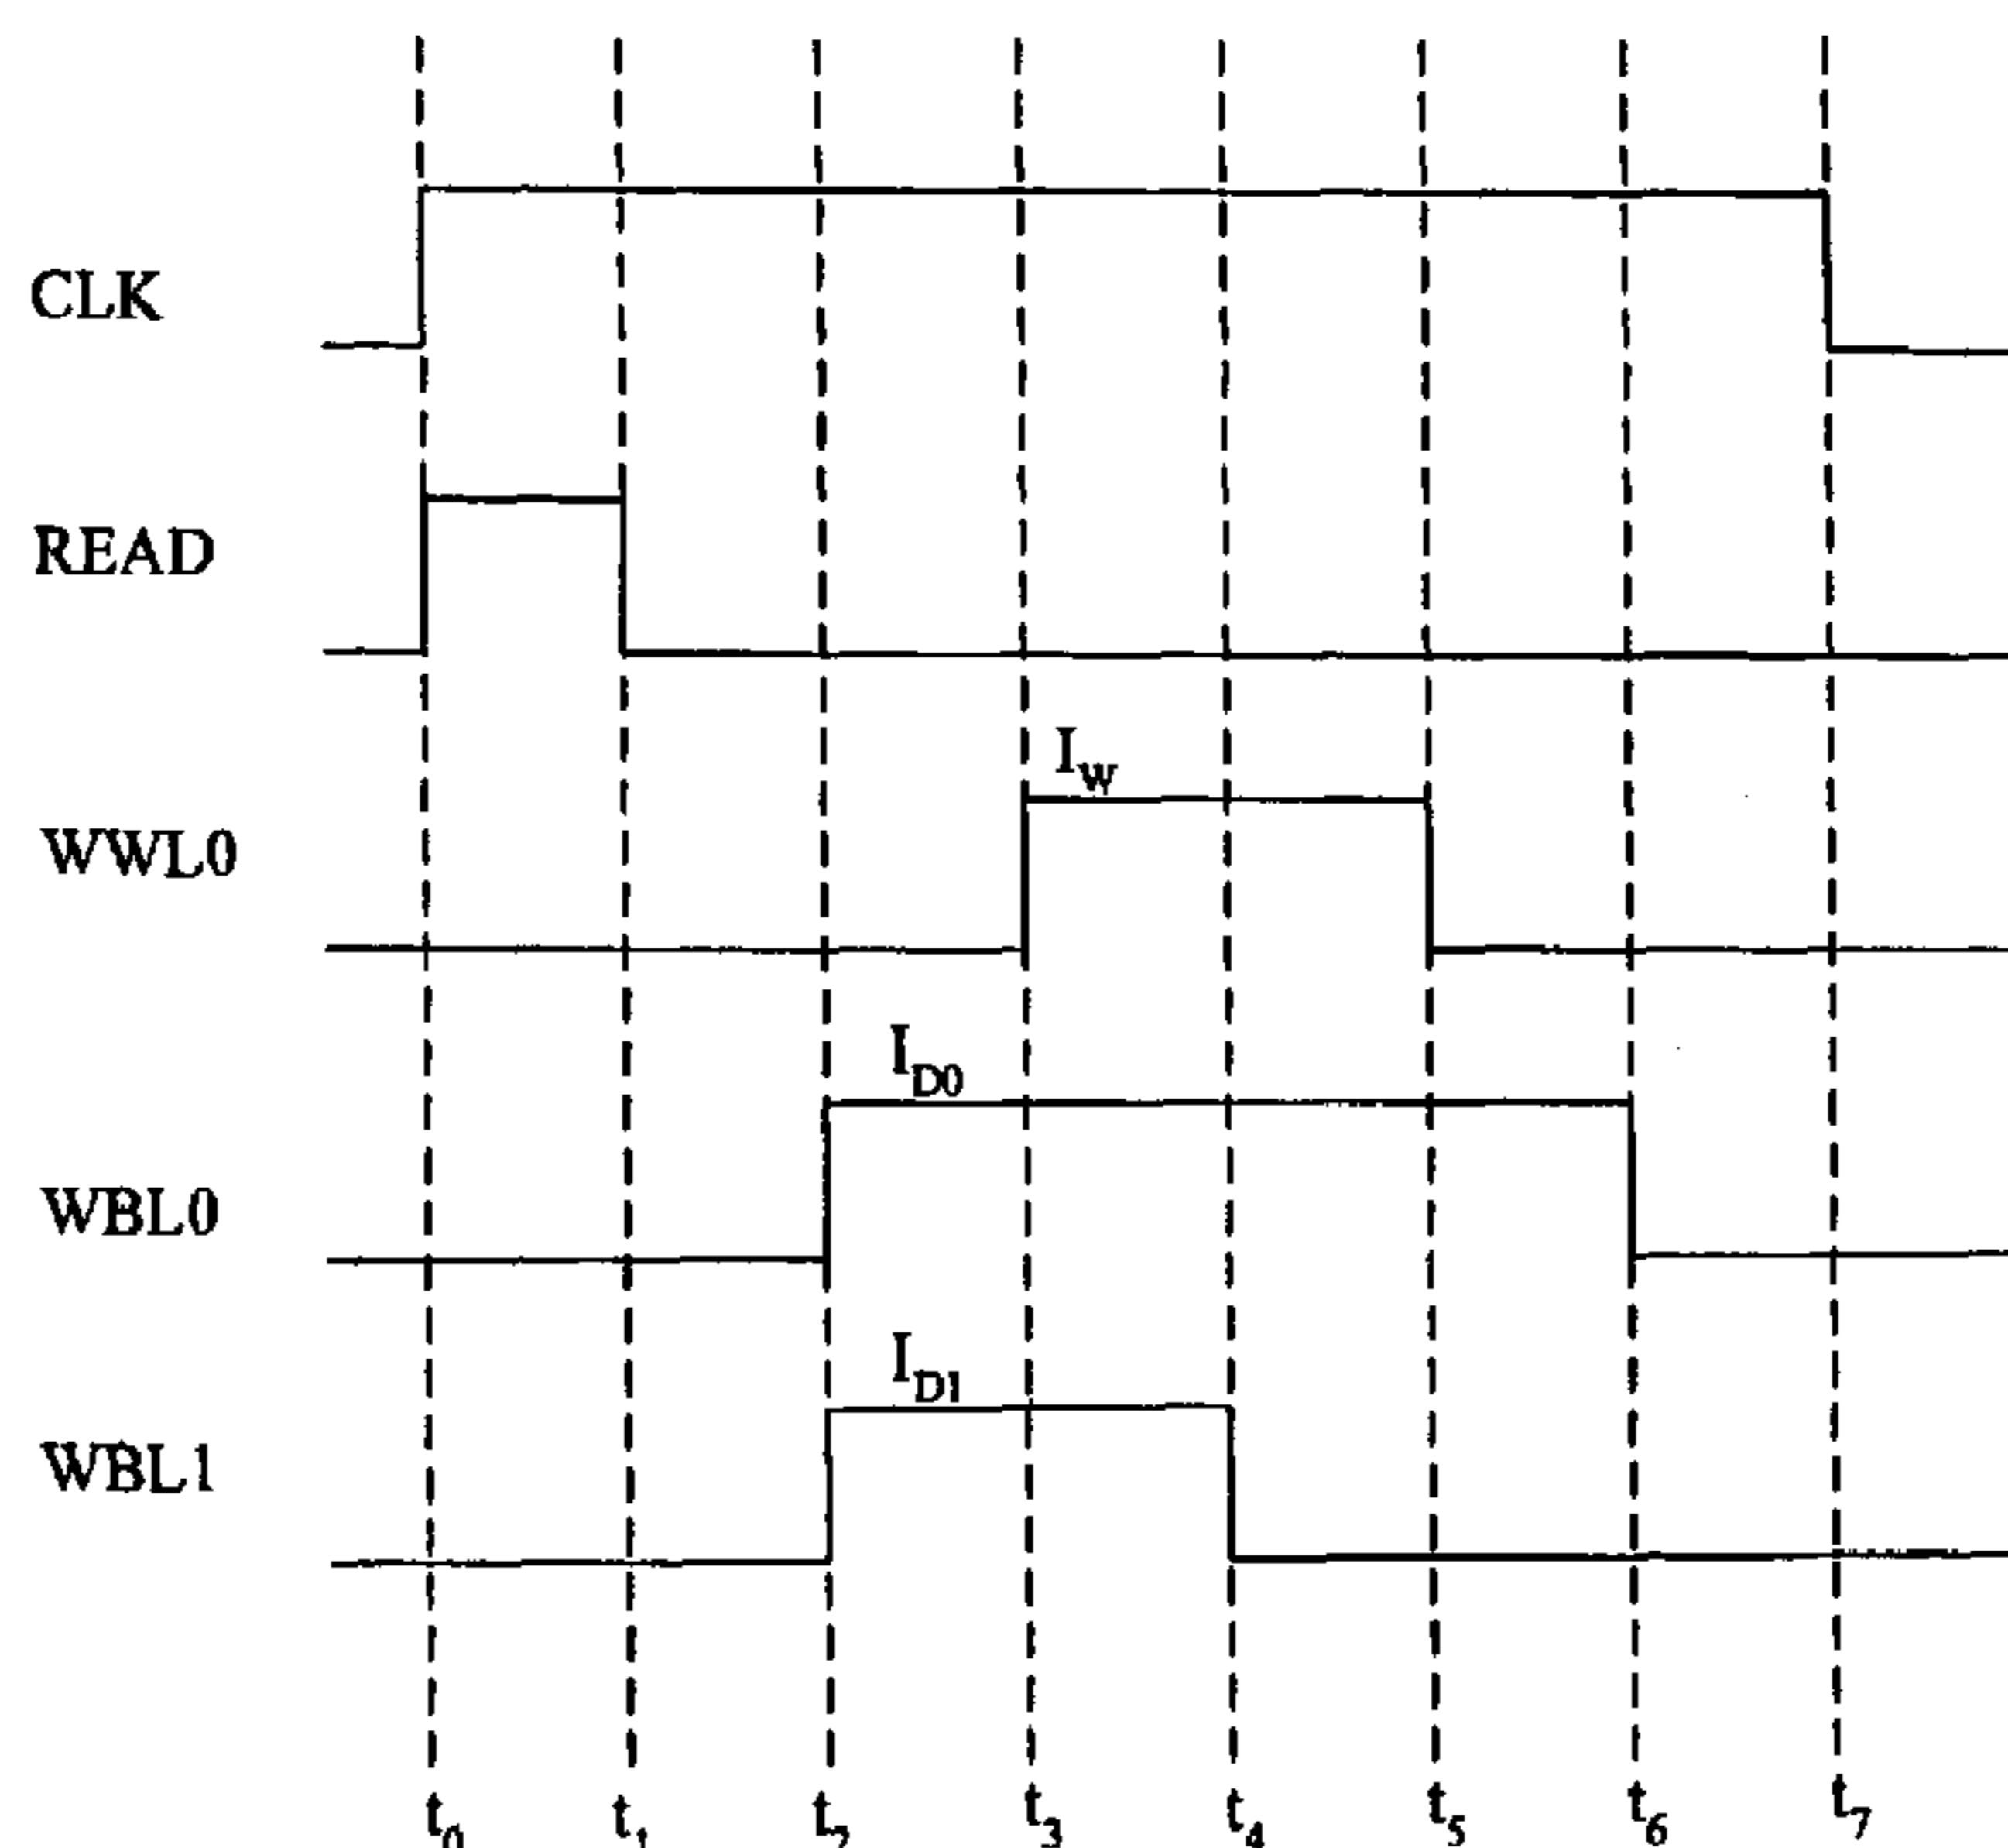 CLK
READ
I_W
WWL0
I_D0
WBL0
I_D1
WBL1
t_0 t_1 t_2 t_3 t_4 t_5 t_6 t_7